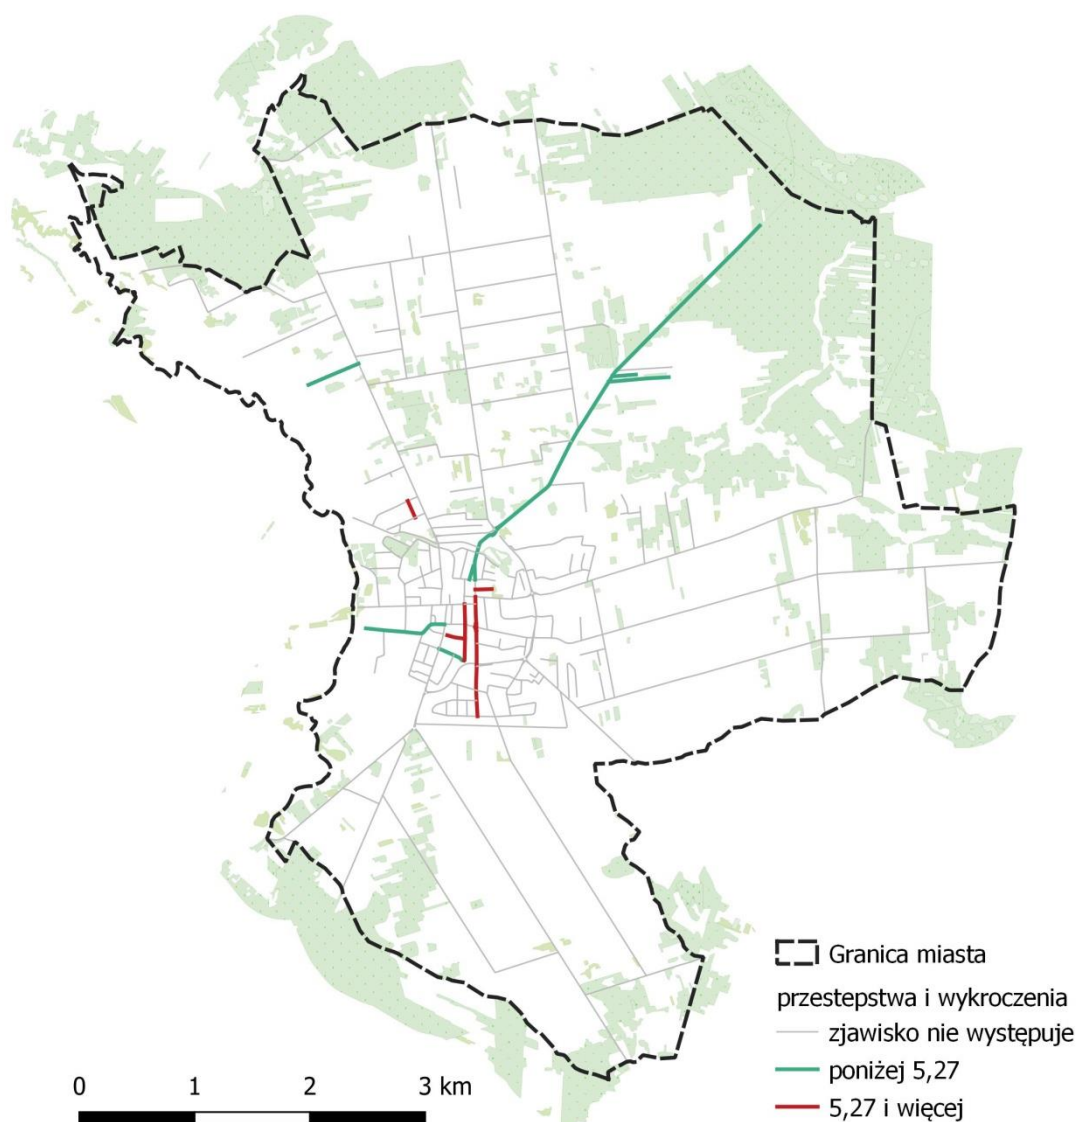 Granica miasta
przestepstwa i wykroczenia
zjawisko nie występuje
poniżej 5,27
5,27 i więcej
0 1 2 3 km